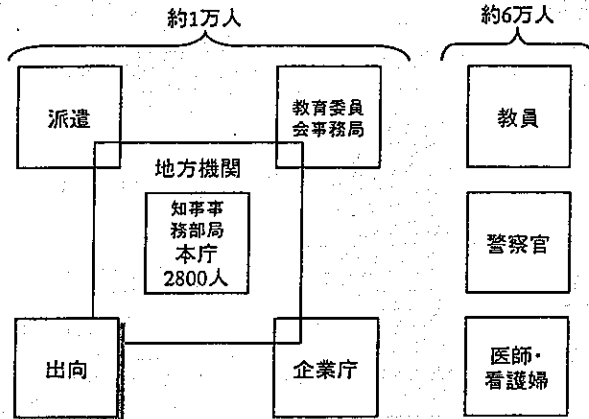 約1万人
約6万人
派遣
教育委員
会事務局
教員
地方機関
知事事
務部局
本庁
2800人
警察官
出向
企業庁
医師・
看護婦